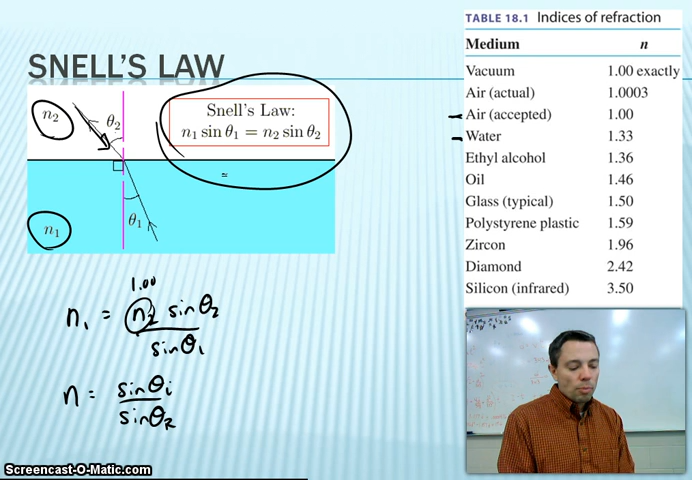 TABLE 18.1 Indices of refraction
SNELL'S LAW
n₂
θ₂
Snell's Law:
n₁ sin θ₁ = n₂ sin θ₂
=
n₁
θ₁
1.00
n₁ = n₂ sinθ₂
sinθ₁
n = sinθi
sinθr
Medium n
Vacuum 1.00 exactly
Air (actual) 1.0003
Air (accepted) 1.00
Water 1.33
Ethyl alcohol 1.36
Oil 1.46
Glass (typical) 1.50
Polystyrene plastic 1.59
Zircon 1.96
Diamond 2.42
Silicon (infrared) 3.50
Screencast-O-Matic.com